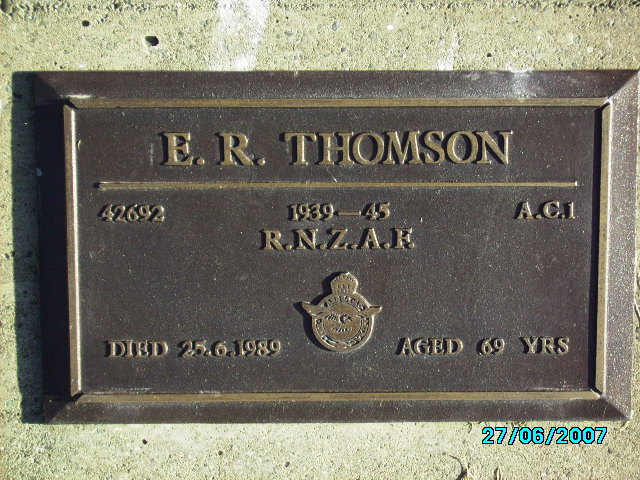 E. R. THOMSON
42692 1939—45 A.C.1
R.N.Z.A.F.
DIED 25.6.1989 AGED 69 YRS
27/06/2007